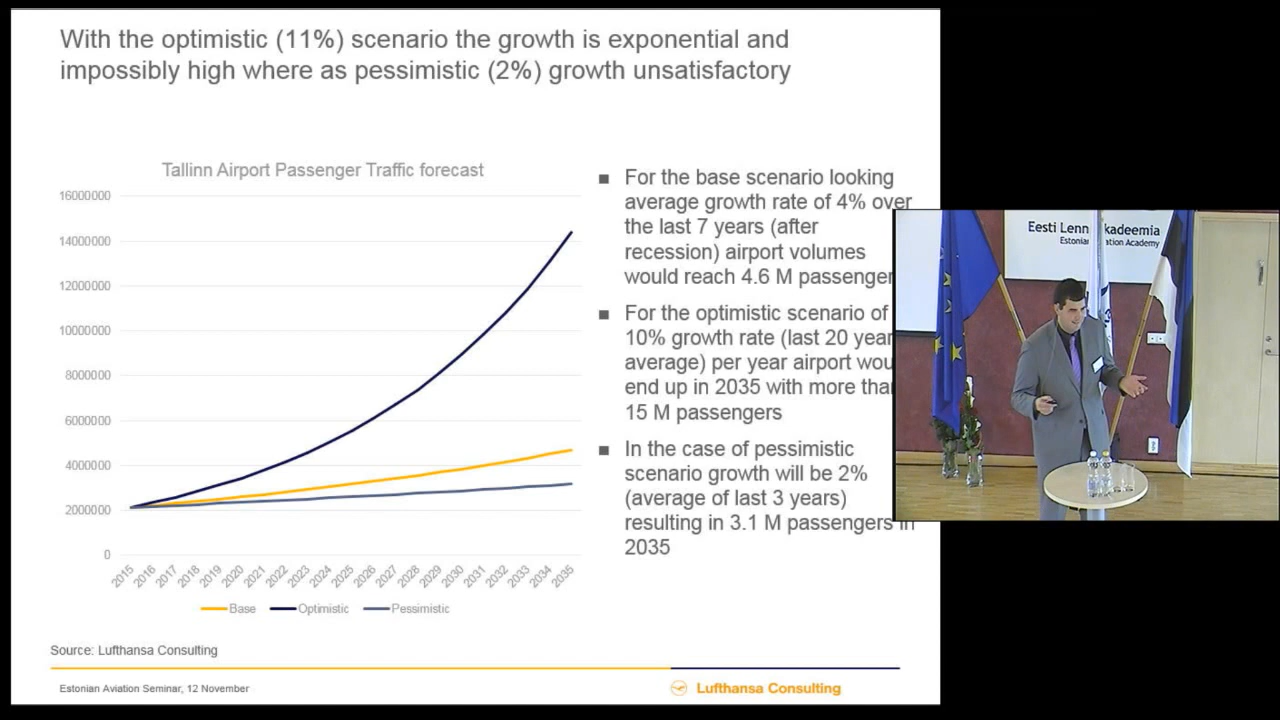 With the optimistic (11%) scenario the growth is exponential and
impossibly high where as pessimistic (2%) growth unsatisfactory
Tallinn Airport Passenger Traffic forecast
16000000
14000000
12000000
10000000
8000000
6000000
4000000
2000000
0
2015 2016 2017 2018 2019 2020 2021 2022 2023 2024 2025 2026 2027 2028 2029 2030 2031 2032 2033 2034 2035
Base Optimistic Pessimistic
■ For the base scenario looking
average growth rate of 4% over
the last 7 years (after
recession) airport volumes
would reach 4.6 M passenger
■ For the optimistic scenario of
10% growth rate (last 20 year
average) per year airport wou
end up in 2035 with more than
15 M passengers
■ In the case of pessimistic
scenario growth will be 2%
(average of last 3 years)
resulting in 3.1 M passengers in
2035
Source: Lufthansa Consulting
Estonian Aviation Seminar, 12 November
Lufthansa Consulting
Eesti Lenn kadeemia
Estonia tion Academy